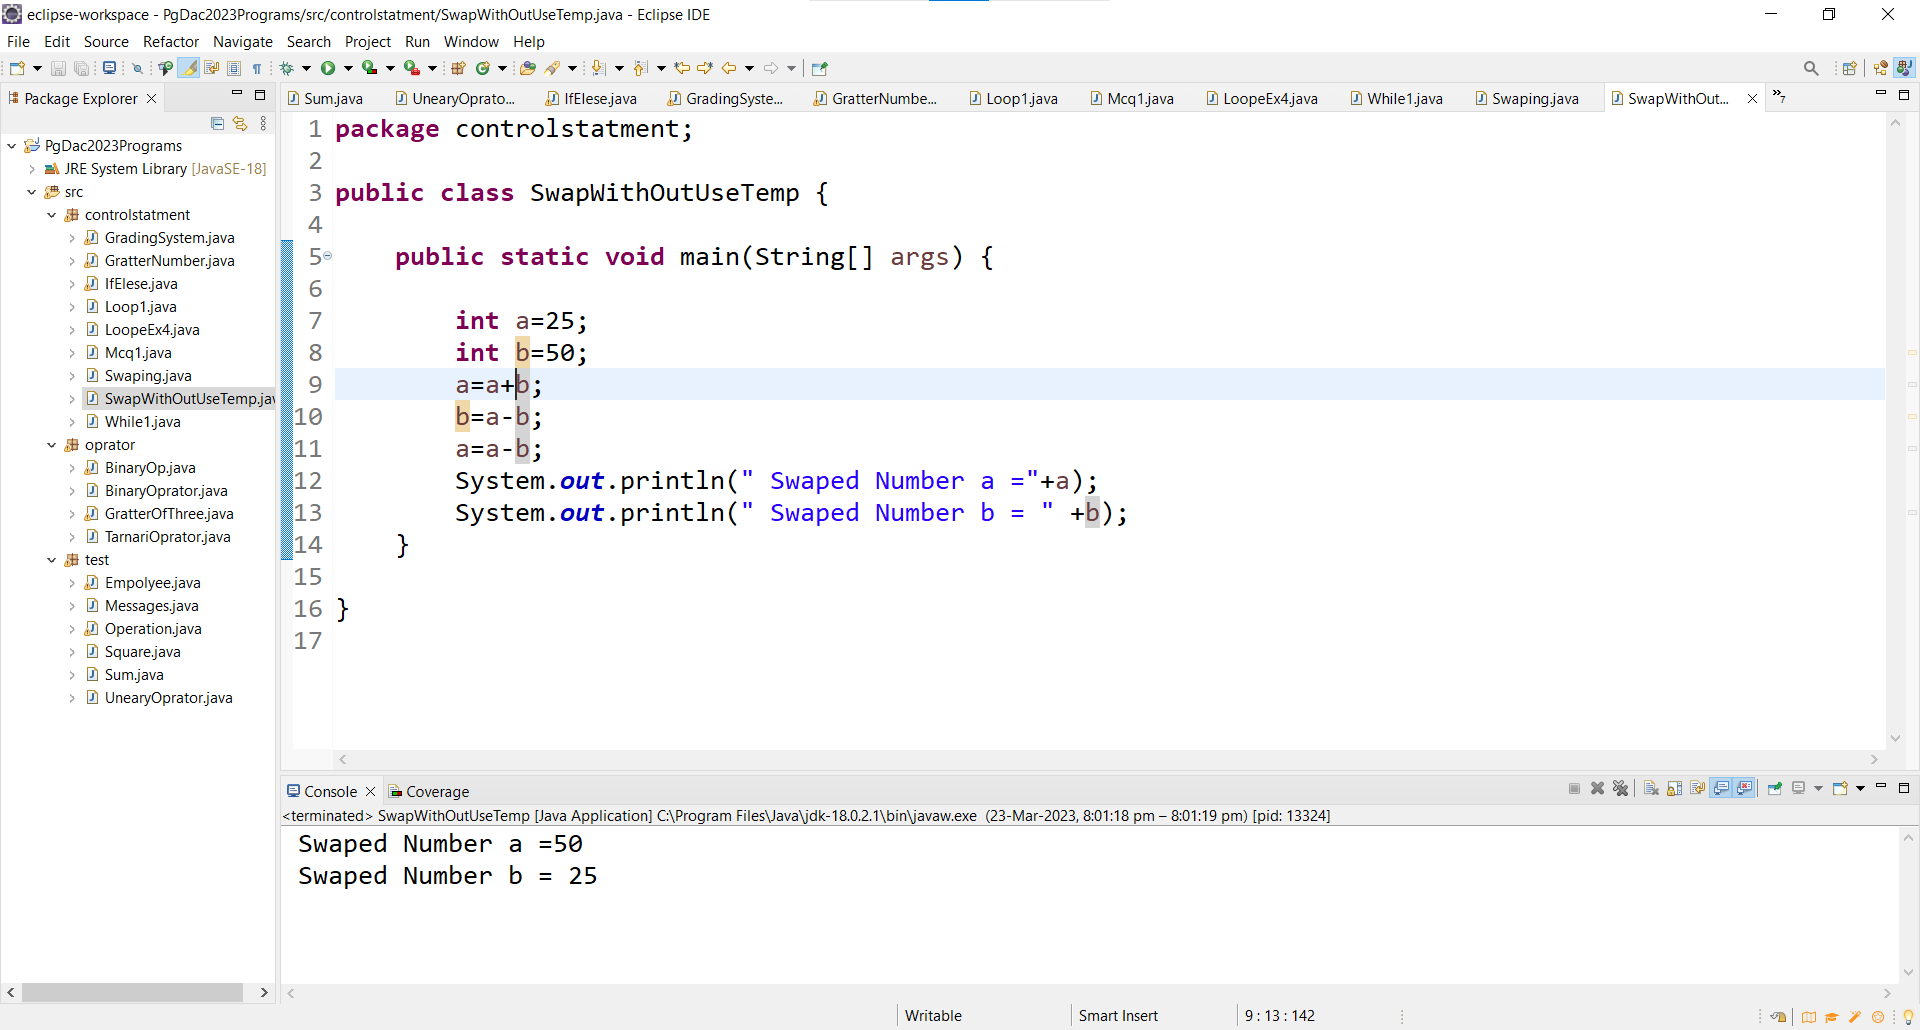 eclipse-workspace - PgDac2023Programs/src/controlstatment/SwapWithOutUseTemp.java - Eclipse IDE
File Edit Source Refactor Navigate Search Project Run Window Help
Package Explorer
PgDac2023Programs
JRE System Library [JavaSE-18]
src
controlstatment
GradingSystem.java
GratterNumber.java
IfElese.java
Loop1.java
LoopeEx4.java
Mcq1.java
Swaping.java
SwapWithOutUseTemp.jav
While1.java
oprator
BinaryOp.java
BinaryOprator.java
GratterOfThree.java
TarnariOprator.java
test
Empolyee.java
Messages.java
Operation.java
Square.java
Sum.java
UnearyOprator.java
Sum.java UnearyOprato... IfElese.java GradingSyste... GratterNumbe... Loop1.java Mcq1.java LoopeEx4.java While1.java Swaping.java SwapWithOut... »7
1 package controlstatment;
2
3 public class SwapWithOutUseTemp {
4
5 public static void main(String[] args) {
6
7 int a=25;
8 int b=50;
9 a=a+b;
10 b=a-b;
11 a=a-b;
12 System.out.println(" Swaped Number a ="+a);
13 System.out.println(" Swaped Number b = " +b);
14 }
15
16 }
17
Console Coverage
<terminated> SwapWithOutUseTemp [Java Application] C:\Program Files\Java\jdk-18.0.2.1\bin\javaw.exe (23-Mar-2023, 8:01:18 pm – 8:01:19 pm) [pid: 13324]
Swaped Number a =50
Swaped Number b = 25
Writable Smart Insert 9 : 13 : 142